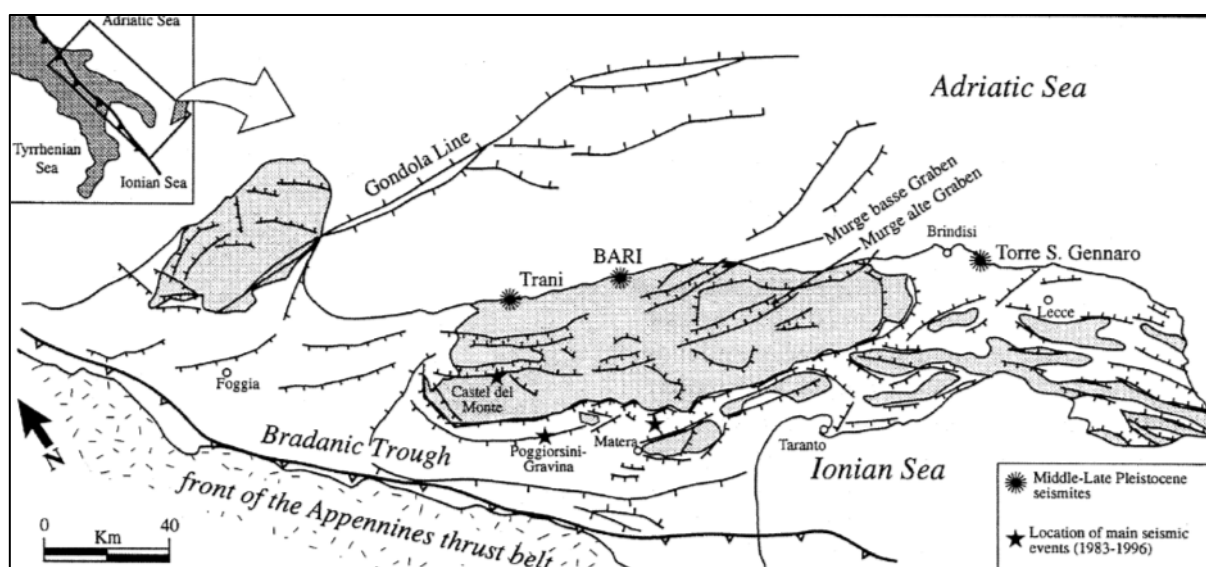 Adriatic Sea
Tyrrhenian
Sea
Ionian Sea
Adriatic Sea
Gondola Line
Murge basse Graben
Murge alte Graben
Brindisi
Torre S. Gennaro
BARI
Trani
Lecce
Foggia
Castel del
Monte
Bradanic Trough
Poggiorsini-
Gravina
Matera
Taranto
Ionian Sea
front of the Appennines thrust belt
N
0 40
Km
Middle-Late Pleistocene
seismites
Location of main seismic
events (1983-1996)